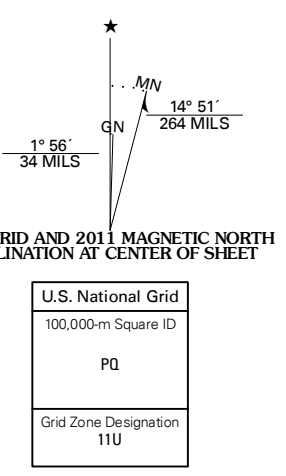 ★
MN
GN
14° 51´
264 MILS
1° 56´
34 MILS
RID AND 2011 MAGNETIC NORTH
LINATION AT CENTER OF SHEET
U.S. National Grid
100,000-m Square ID
PQ
Grid Zone Designation
11U